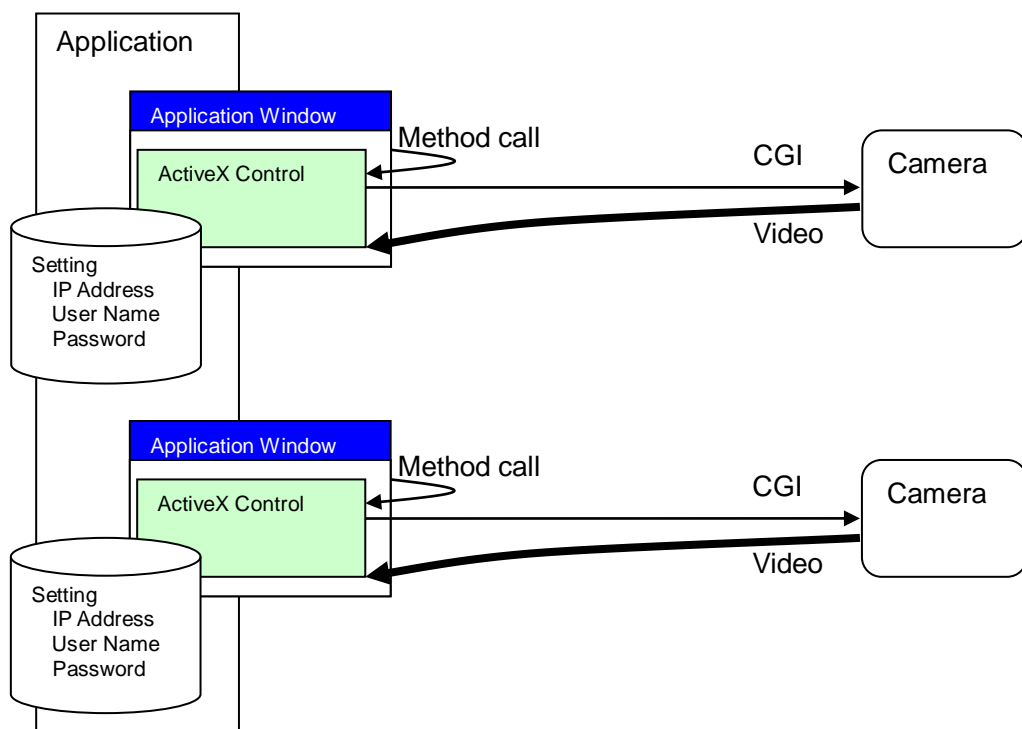 Application
Application Window
Method call
ActiveX Control
CGI
Camera
Video
Setting
IP Address
User Name
Password
Application Window
Method call
ActiveX Control
CGI
Camera
Video
Setting
IP Address
User Name
Password